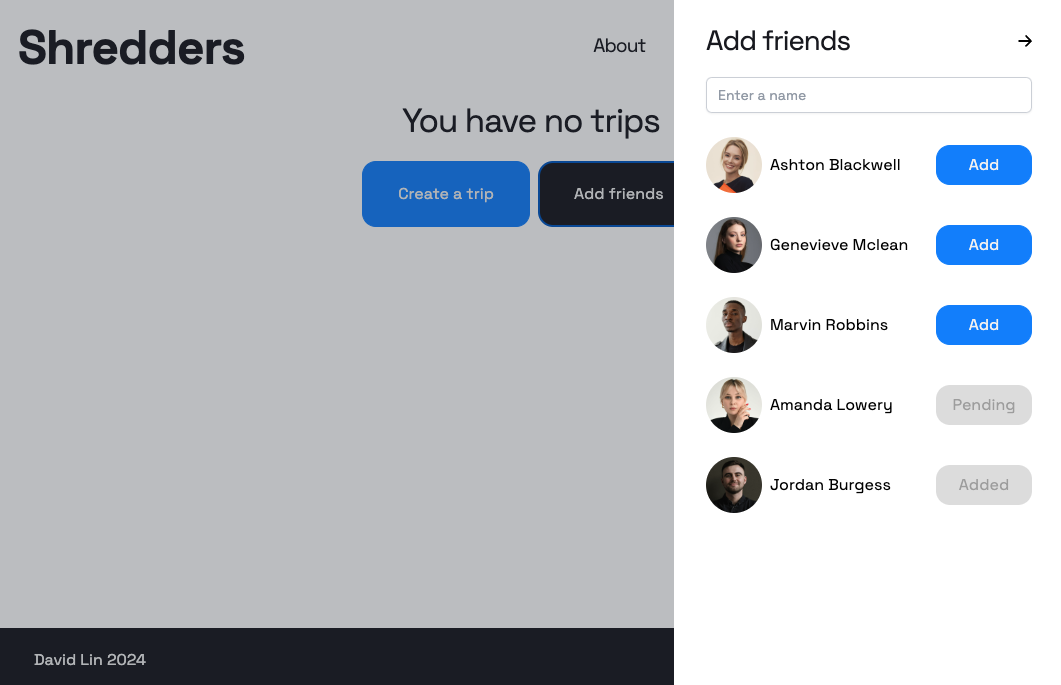 Shredders
About
You have no trips
Create a trip
Add friends
David Lin 2024
Add friends
Enter a name
Ashton Blackwell
Add
Genevieve Mclean
Add
Marvin Robbins
Add
Amanda Lowery
Pending
Jordan Burgess
Added